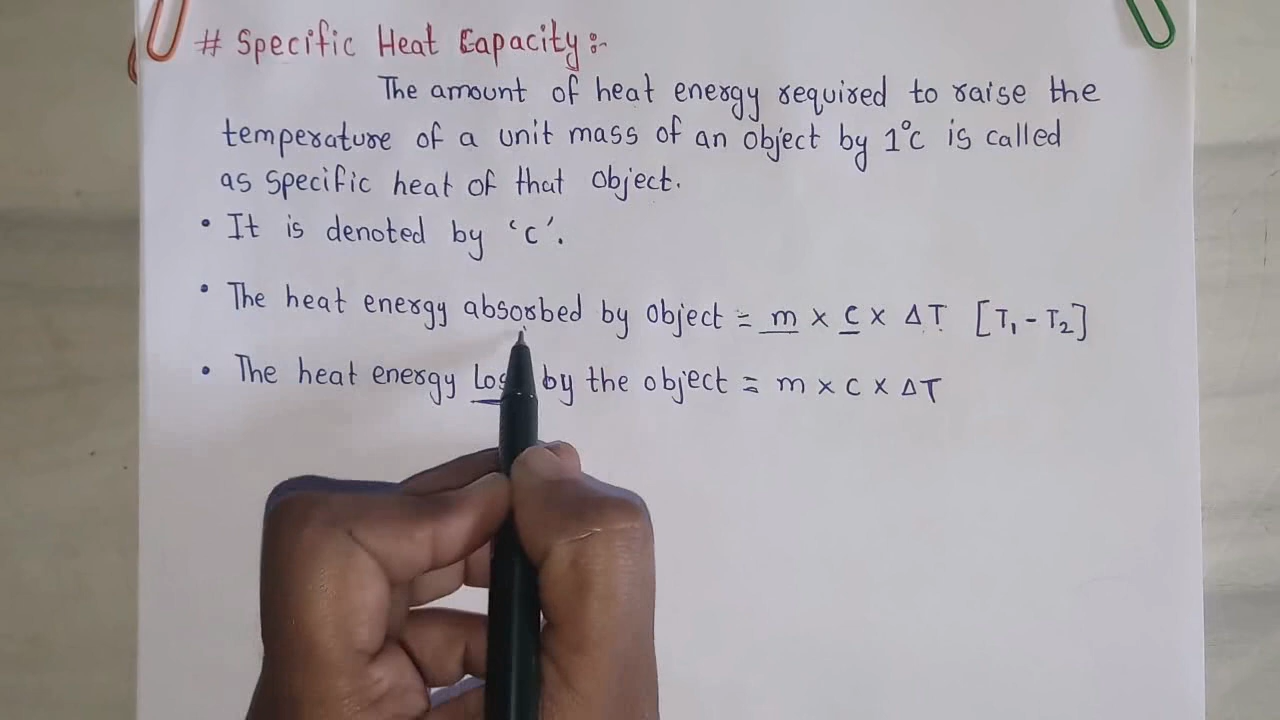 # Specific Heat Capacity :-
The amount of heat energy required to raise the
temperature of a unit mass of an object by 1°c is called
as specific heat of that object.
• It is denoted by 'c'.
• The heat energy absorbed by object = m × c × ΔT [T₁ - T₂]
• The heat energy by the object = m × c × ΔT